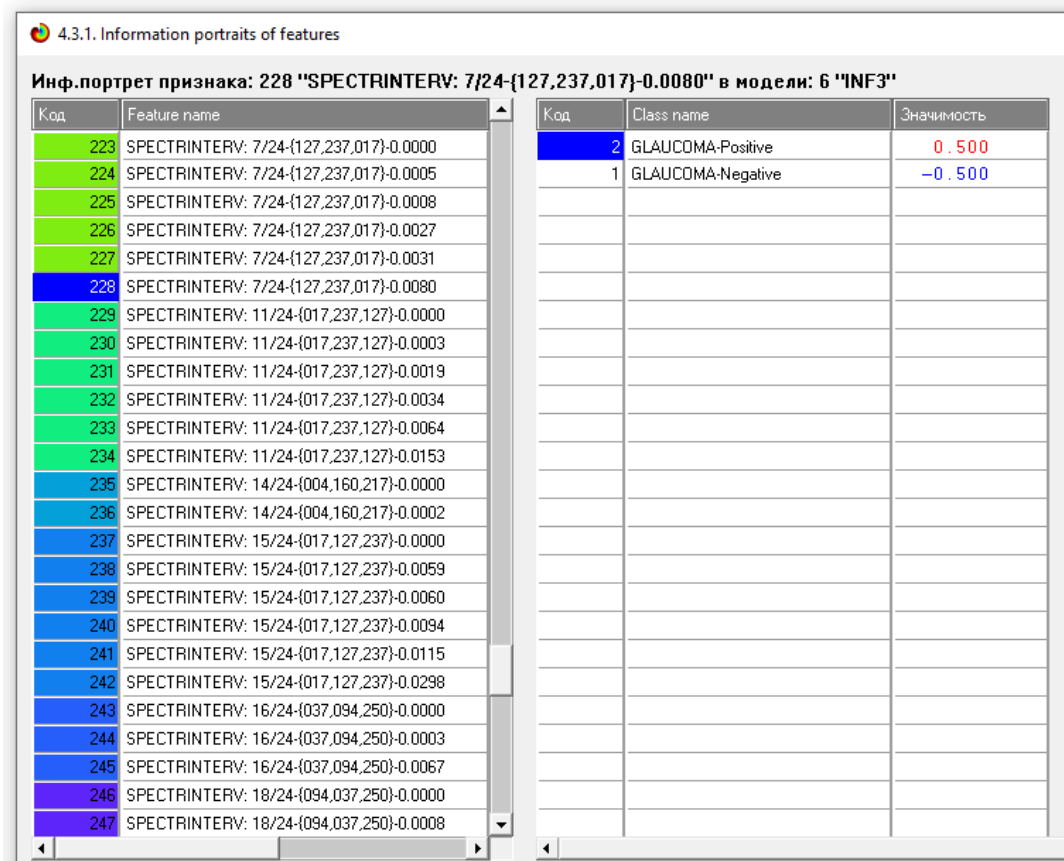 4.3.1. Information portraits of features
Инф.портрет признака: 228 "SPECTRINTERV: 7/24-{127,237,017}-0.0080" в модели: 6 "INF3"
Код Feature name Код Class name Значимость
223 SPECTRINTERV: 7/24-{127,237,017}-0.0000 2 GLAUCOMA-Positive 0.500
224 SPECTRINTERV: 7/24-{127,237,017}-0.0005 1 GLAUCOMA-Negative -0.500
225 SPECTRINTERV: 7/24-{127,237,017}-0.0008
226 SPECTRINTERV: 7/24-{127,237,017}-0.0027
227 SPECTRINTERV: 7/24-{127,237,017}-0.0031
228 SPECTRINTERV: 7/24-{127,237,017}-0.0080
229 SPECTRINTERV: 11/24-{017,237,127}-0.0000
230 SPECTRINTERV: 11/24-{017,237,127}-0.0003
231 SPECTRINTERV: 11/24-{017,237,127}-0.0019
232 SPECTRINTERV: 11/24-{017,237,127}-0.0034
233 SPECTRINTERV: 11/24-{017,237,127}-0.0064
234 SPECTRINTERV: 11/24-{017,237,127}-0.0153
235 SPECTRINTERV: 14/24-{004,160,217}-0.0000
236 SPECTRINTERV: 14/24-{004,160,217}-0.0002
237 SPECTRINTERV: 15/24-{017,127,237}-0.0000
238 SPECTRINTERV: 15/24-{017,127,237}-0.0059
239 SPECTRINTERV: 15/24-{017,127,237}-0.0060
240 SPECTRINTERV: 15/24-{017,127,237}-0.0094
241 SPECTRINTERV: 15/24-{017,127,237}-0.0115
242 SPECTRINTERV: 15/24-{017,127,237}-0.0298
243 SPECTRINTERV: 16/24-{037,094,250}-0.0000
244 SPECTRINTERV: 16/24-{037,094,250}-0.0003
245 SPECTRINTERV: 16/24-{037,094,250}-0.0067
246 SPECTRINTERV: 18/24-{094,037,250}-0.0000
247 SPECTRINTERV: 18/24-{094,037,250}-0.0008